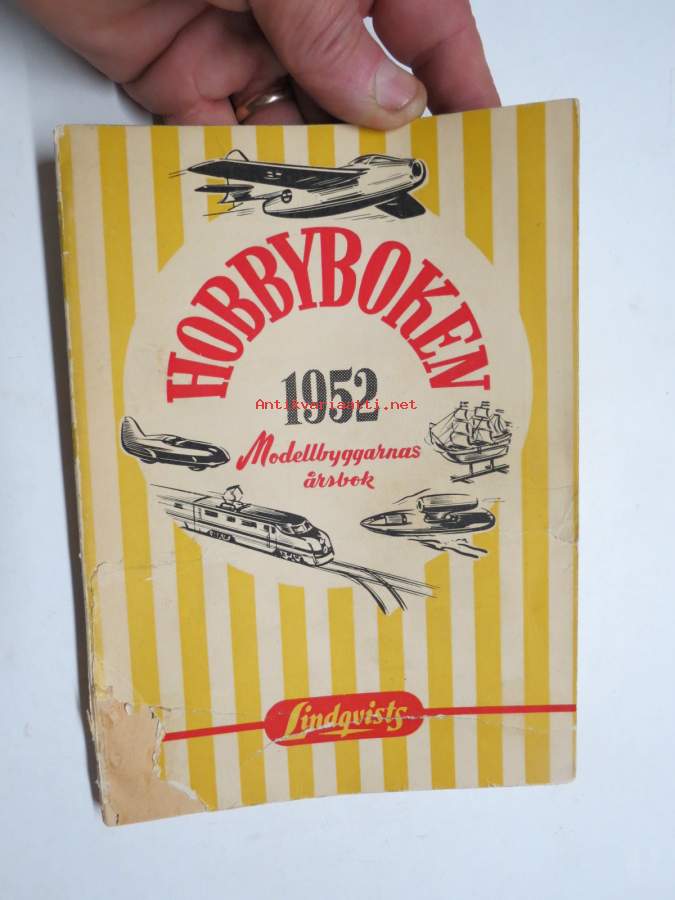 HOBBYBOKEN
1952
Antikvariaatti.net
Modellbyggarnas
årsbok
Lindqvists